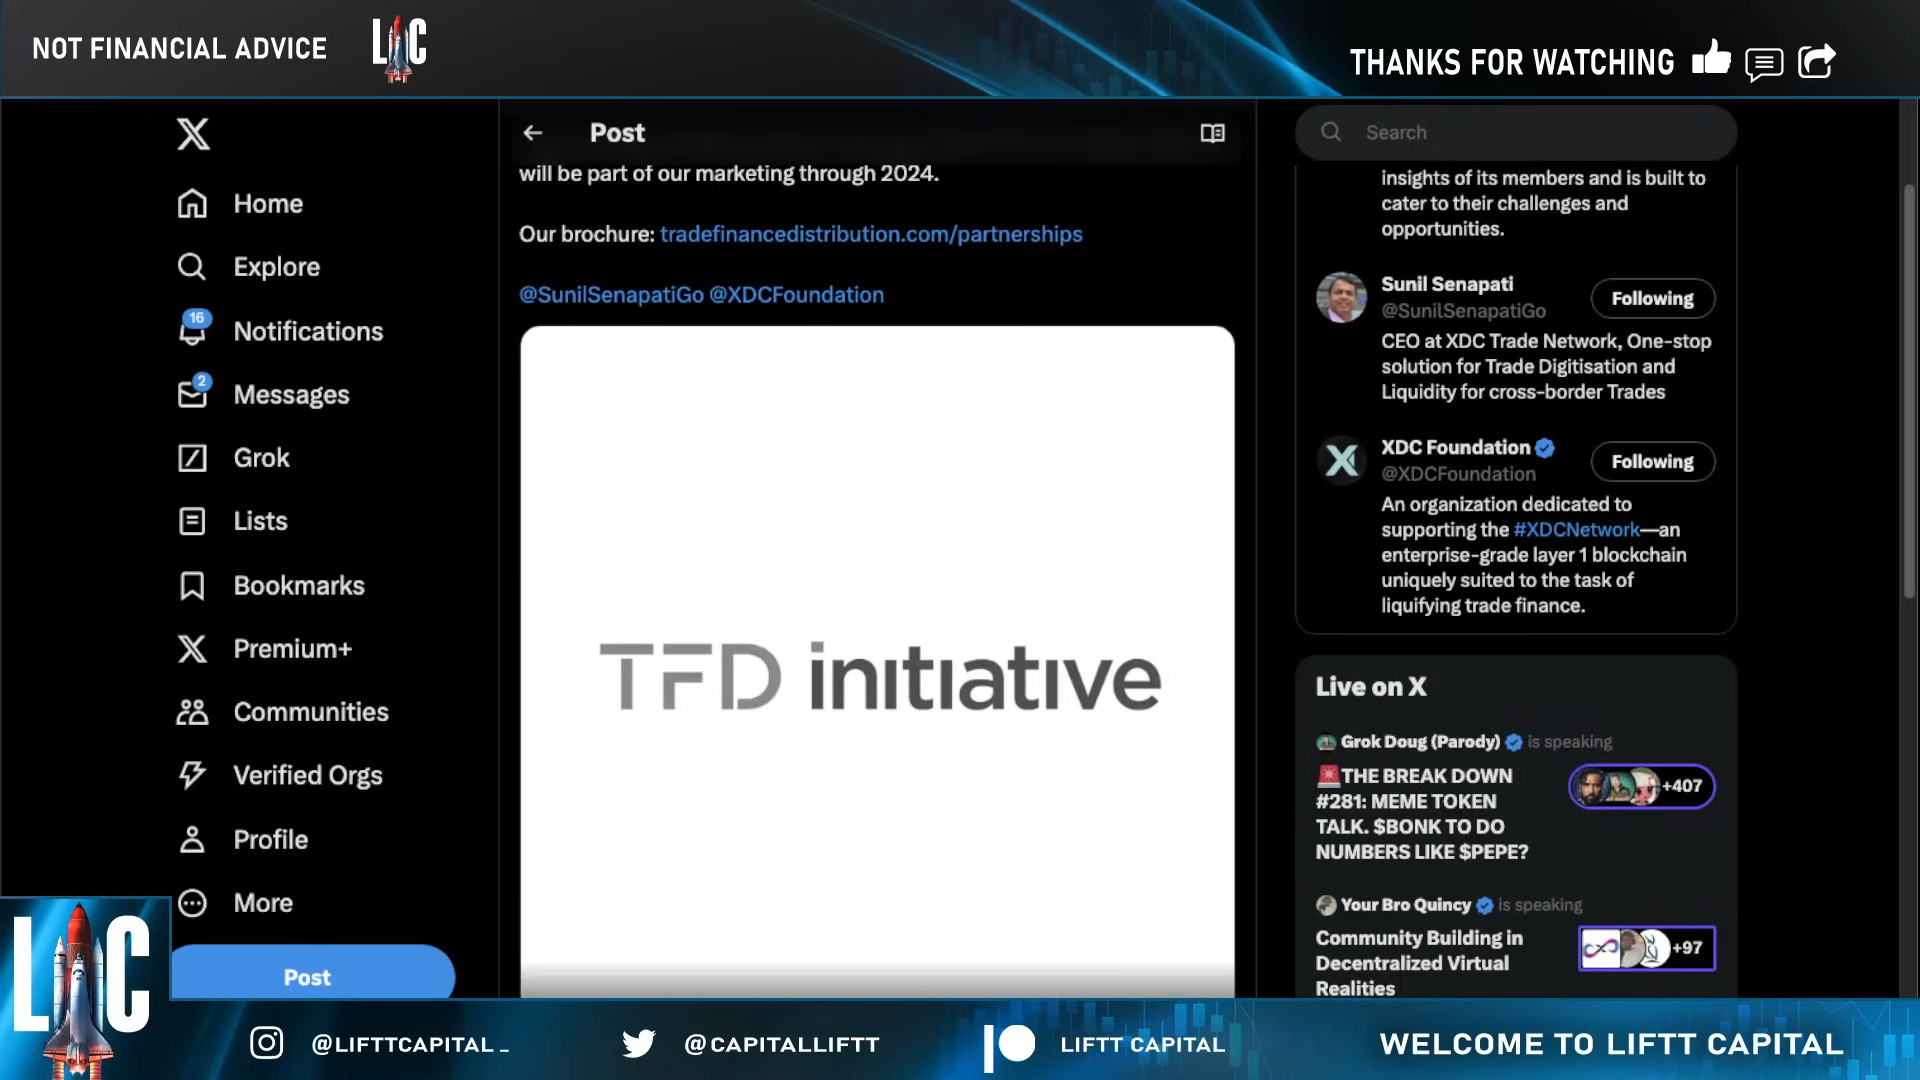 NOT FINANCIAL ADVICE
LC
THANKS FOR WATCHING
Home
Explore
16
Notifications
2
Messages
Grok
Lists
Bookmarks
Premium+
Communities
Verified Orgs
Profile
More
Post
Post
will be part of our marketing through 2024.
Our brochure: tradefinancedistribution.com/partnerships
@SunilSenapatiGo @XDCFoundation
TFD initiative
Search
insights of its members and is built to
cater to their challenges and
opportunities.
Sunil Senapati
@SunilSenapatiGo
Following
CEO at XDC Trade Network, One-stop
solution for Trade Digitisation and
Liquidity for cross-border Trades
XDC Foundation
@XDCFoundation
Following
An organization dedicated to
supporting the #XDCNetwork—an
enterprise-grade layer 1 blockchain
uniquely suited to the task of
liquifying trade finance.
Live on X
Grok Doug (Parody) is speaking
THE BREAK DOWN
#281: MEME TOKEN
TALK. $BONK TO DO
NUMBERS LIKE $PEPE?
+407
Your Bro Quincy is speaking
Community Building in
Decentralized Virtual
Realities
+97
LC
@LIFTTCAPITAL_
@CAPITALLIFTT
LIFTT CAPITAL
WELCOME TO LIFTT CAPITAL